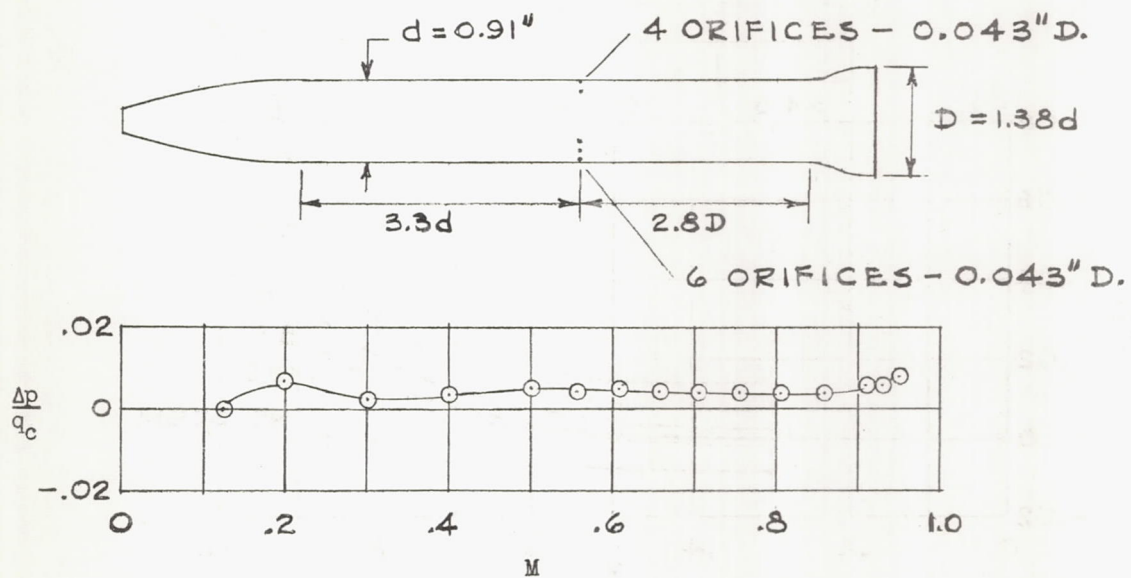 d = 0.91"
4 ORIFICES - 0.043" D.
D = 1.38d
3.3d
2.8D
6 ORIFICES - 0.043" D.
.02
Δp
q_c
0
-.02
0
.2
.4
.6
.8
1.0
M